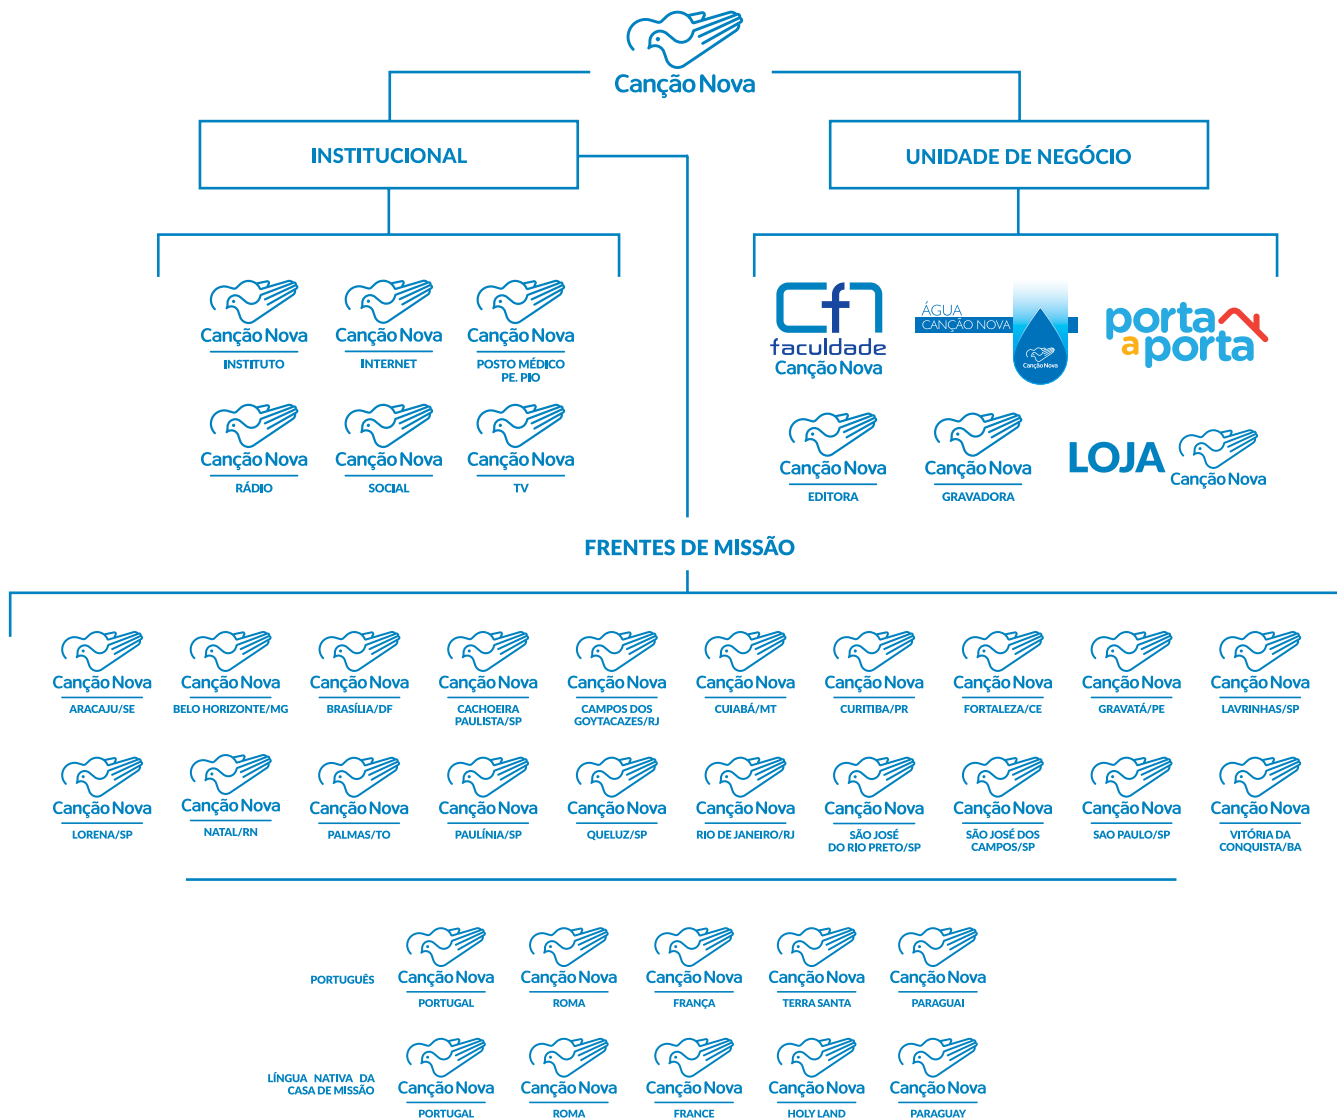 Canção Nova
INSTITUCIONAL
UNIDADE DE NEGÓCIO
Canção Nova
INSTITUTO
Canção Nova
INTERNET
Canção Nova
POSTO MÉDICO
PE. PIO
Canção Nova
RÁDIO
Canção Nova
SOCIAL
Canção Nova
TV
Cfn
faculdade
Canção Nova
ÁGUA
CANÇÃO NOVA
Canção Nova
porta
a porta
Canção Nova
EDITORA
Canção Nova
GRAVADORA
LOJA
Canção Nova
FRENTES DE MISSÃO
Canção Nova
ARACAJU/SE
Canção Nova
BELO HORIZONTE/MG
Canção Nova
BRASÍLIA/DF
Canção Nova
CACHOEIRA
PAULISTA/SP
Canção Nova
CAMPOS DOS
GOYTACAZES/RJ
Canção Nova
CUIABÁ/MT
Canção Nova
CURITIBA/PR
Canção Nova
FORTALEZA/CE
Canção Nova
GRAVATÁ/PE
Canção Nova
LAVRINHAS/SP
Canção Nova
LORENA/SP
Canção Nova
NATAL/RN
Canção Nova
PALMAS/TO
Canção Nova
PAULÍNIA/SP
Canção Nova
QUELUZ/SP
Canção Nova
RIO DE JANEIRO/RJ
Canção Nova
SÃO JOSÉ
DO RIO PRETO/SP
Canção Nova
SÃO JOSÉ DOS
CAMPOS/SP
Canção Nova
SAO PAULO/SP
Canção Nova
VITÓRIA DA
CONQUISTA/BA
PORTUGUÊS
Canção Nova
PORTUGAL
Canção Nova
ROMA
Canção Nova
FRANÇA
Canção Nova
TERRA SANTA
Canção Nova
PARAGUAI
LÍNGUA NATIVA DA
CASA DE MISSÃO
Canção Nova
PORTUGAL
Canção Nova
ROMA
Canção Nova
FRANCE
Canção Nova
HOLY LAND
Canção Nova
PARAGUAY